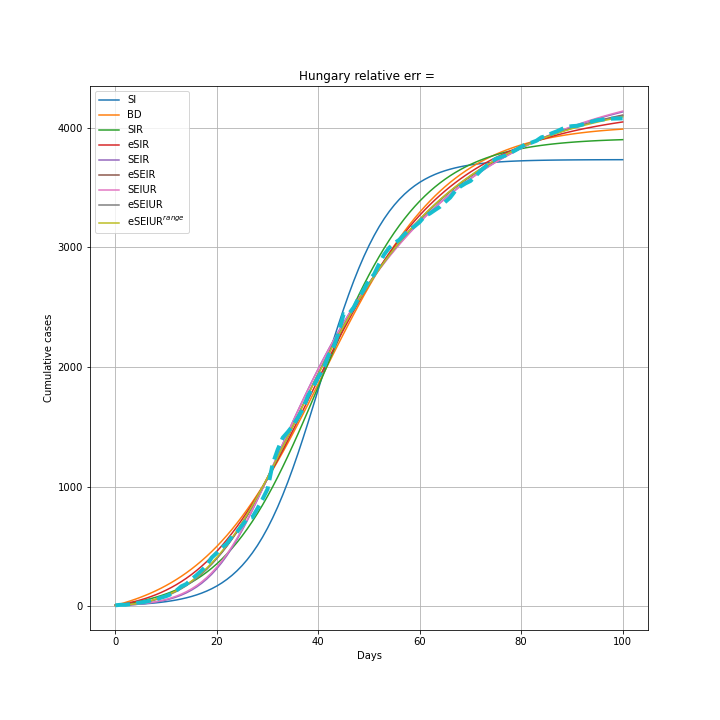 Hungary relative err =
SI
BD
SIR
eSIR
SEIR
eSEIR
SEIUR
eSEIUR
eSEIUR^range
4000
3000
2000
1000
0
Cumulative cases
0 20 40 60 80 100
Days